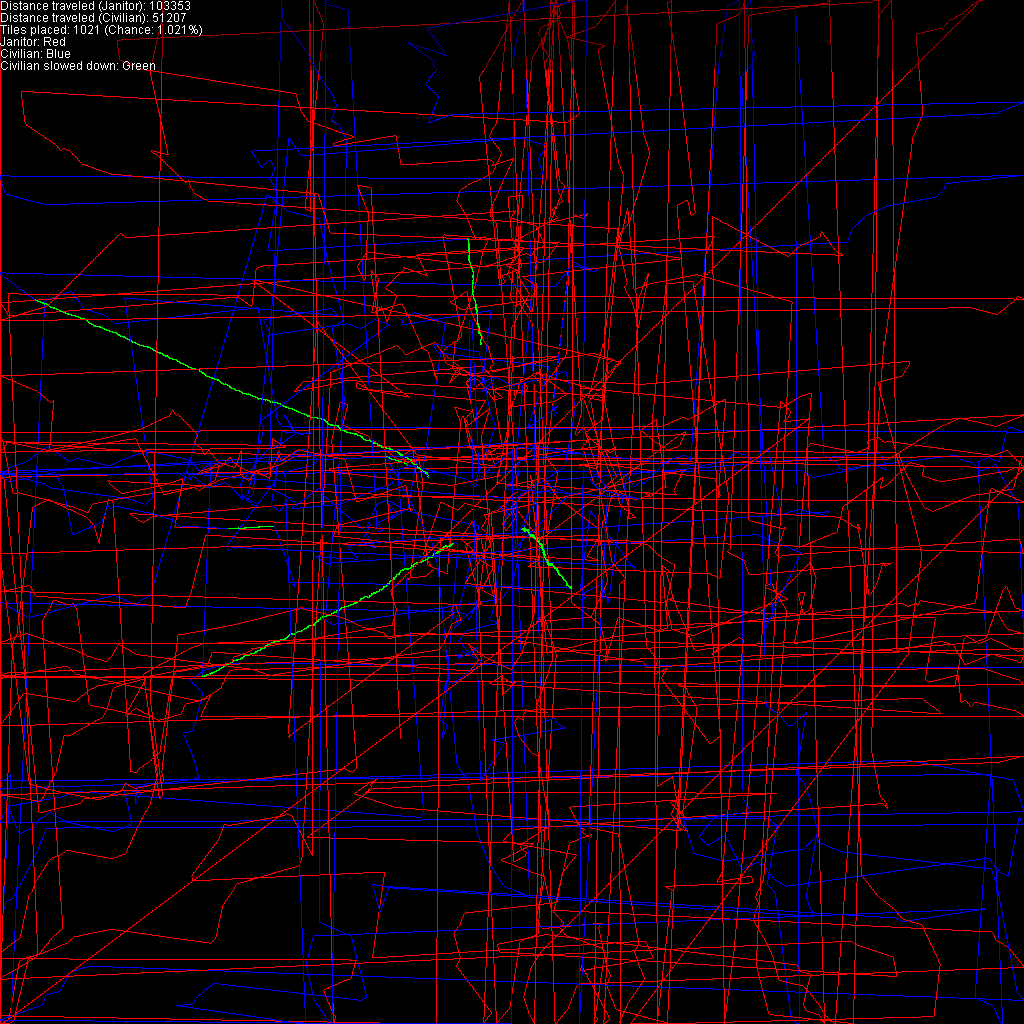 Distance traveled (Janitor): 103353
Distance traveled (Civilian): 51207
Tiles placed: 1021 (Chance: 1.021%)
Janitor: Red
Civilian: Blue
Civilian slowed down: Green